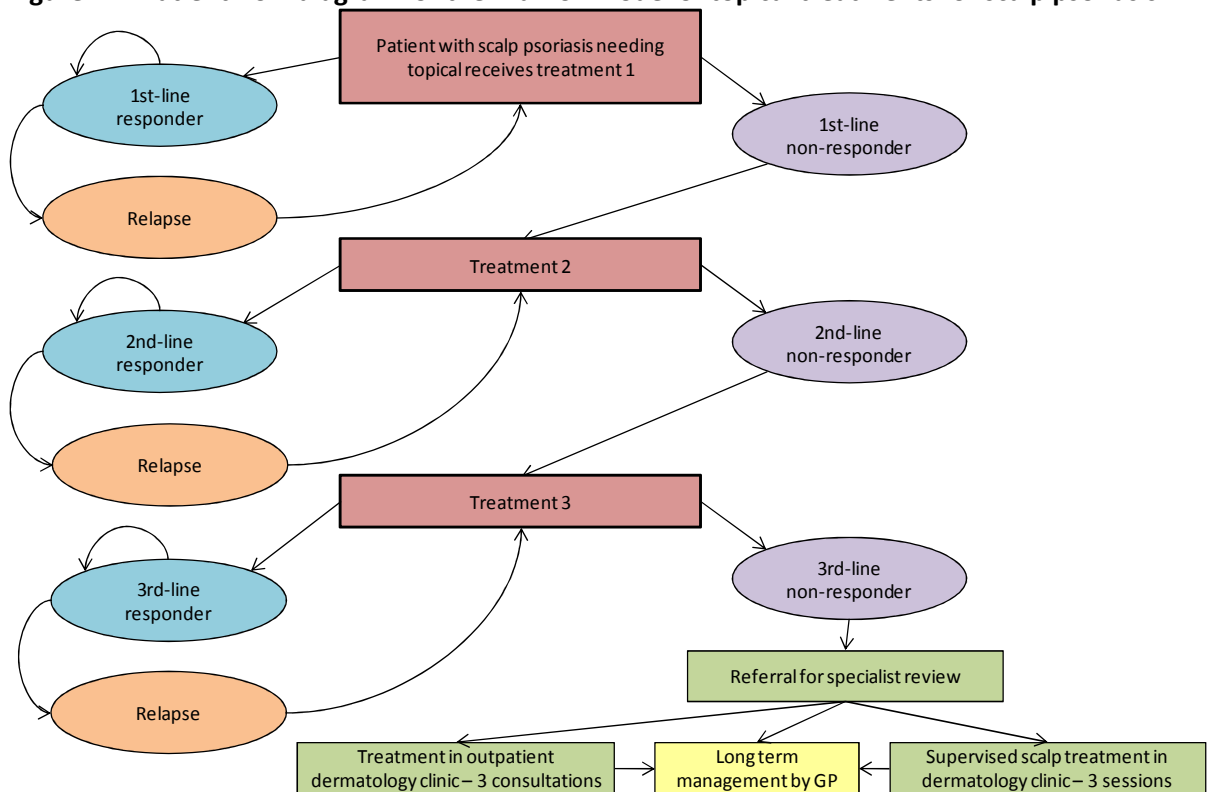 Patient with scalp psoriasis needing
topical receives treatment 1
1st-line
responder
1st-line
non-responder
Relapse
Treatment 2
2nd-line
responder
2nd-line
non-responder
Relapse
Treatment 3
3rd-line
responder
3rd-line
non-responder
Referral for specialist review
Relapse
Treatment in outpatient
dermatology clinic – 3 consultations
Long term
management by GP
Supervised scalp treatment in
dermatology clinic – 3 sessions